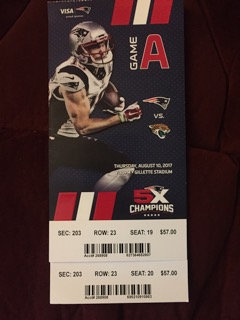 VISA
GAME
A
VS.
THURSDAY, AUGUST 10, 2017
GILLETTE STADIUM
5X
CHAMPIONS
SEC: 203 ROW: 23 SEAT: 19 $57.00
SEC: 203 ROW: 23 SEAT: 20 $57.00